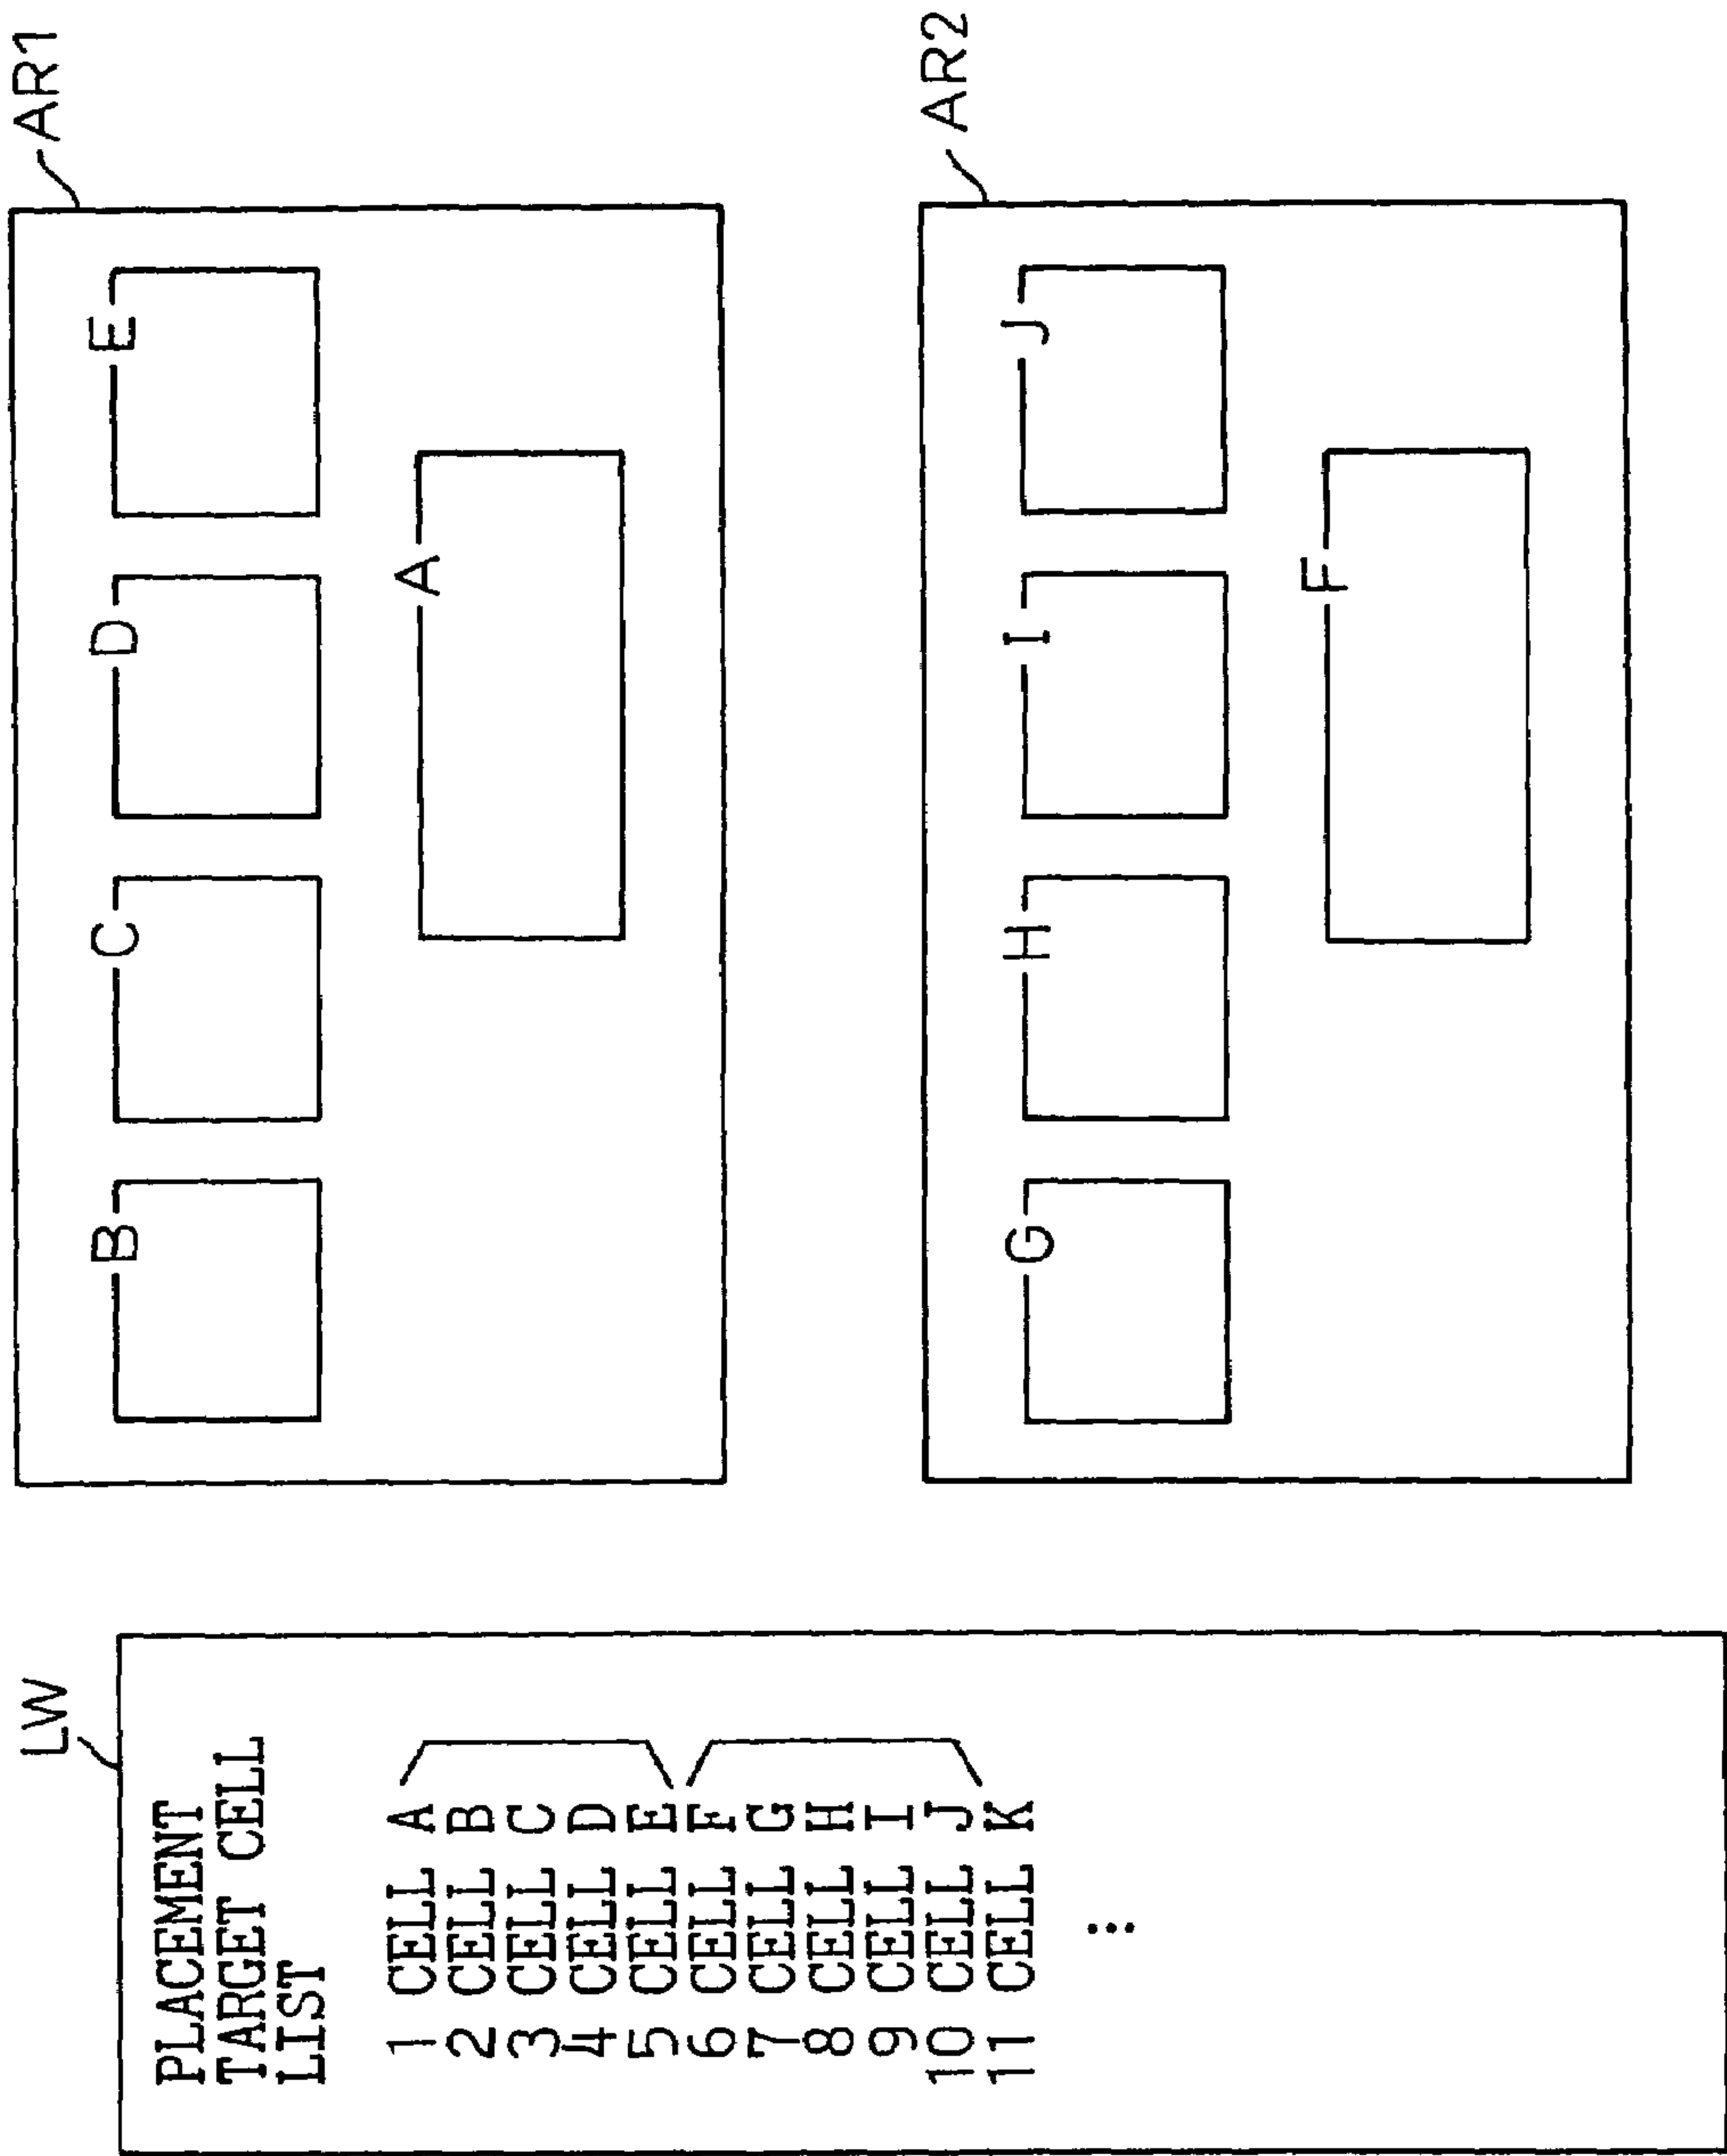 LW
PLACEMENT
TARGET CELL
LIST
1 CELL A
2 CELL B
3 CELL C
4 CELL D
5 CELL E
6 CELL F
7 CELL G
8 CELL H
9 CELL I
10 CELL J
11 CELL K
⋮
AR1
B C D E
A
AR2
G H I J
F